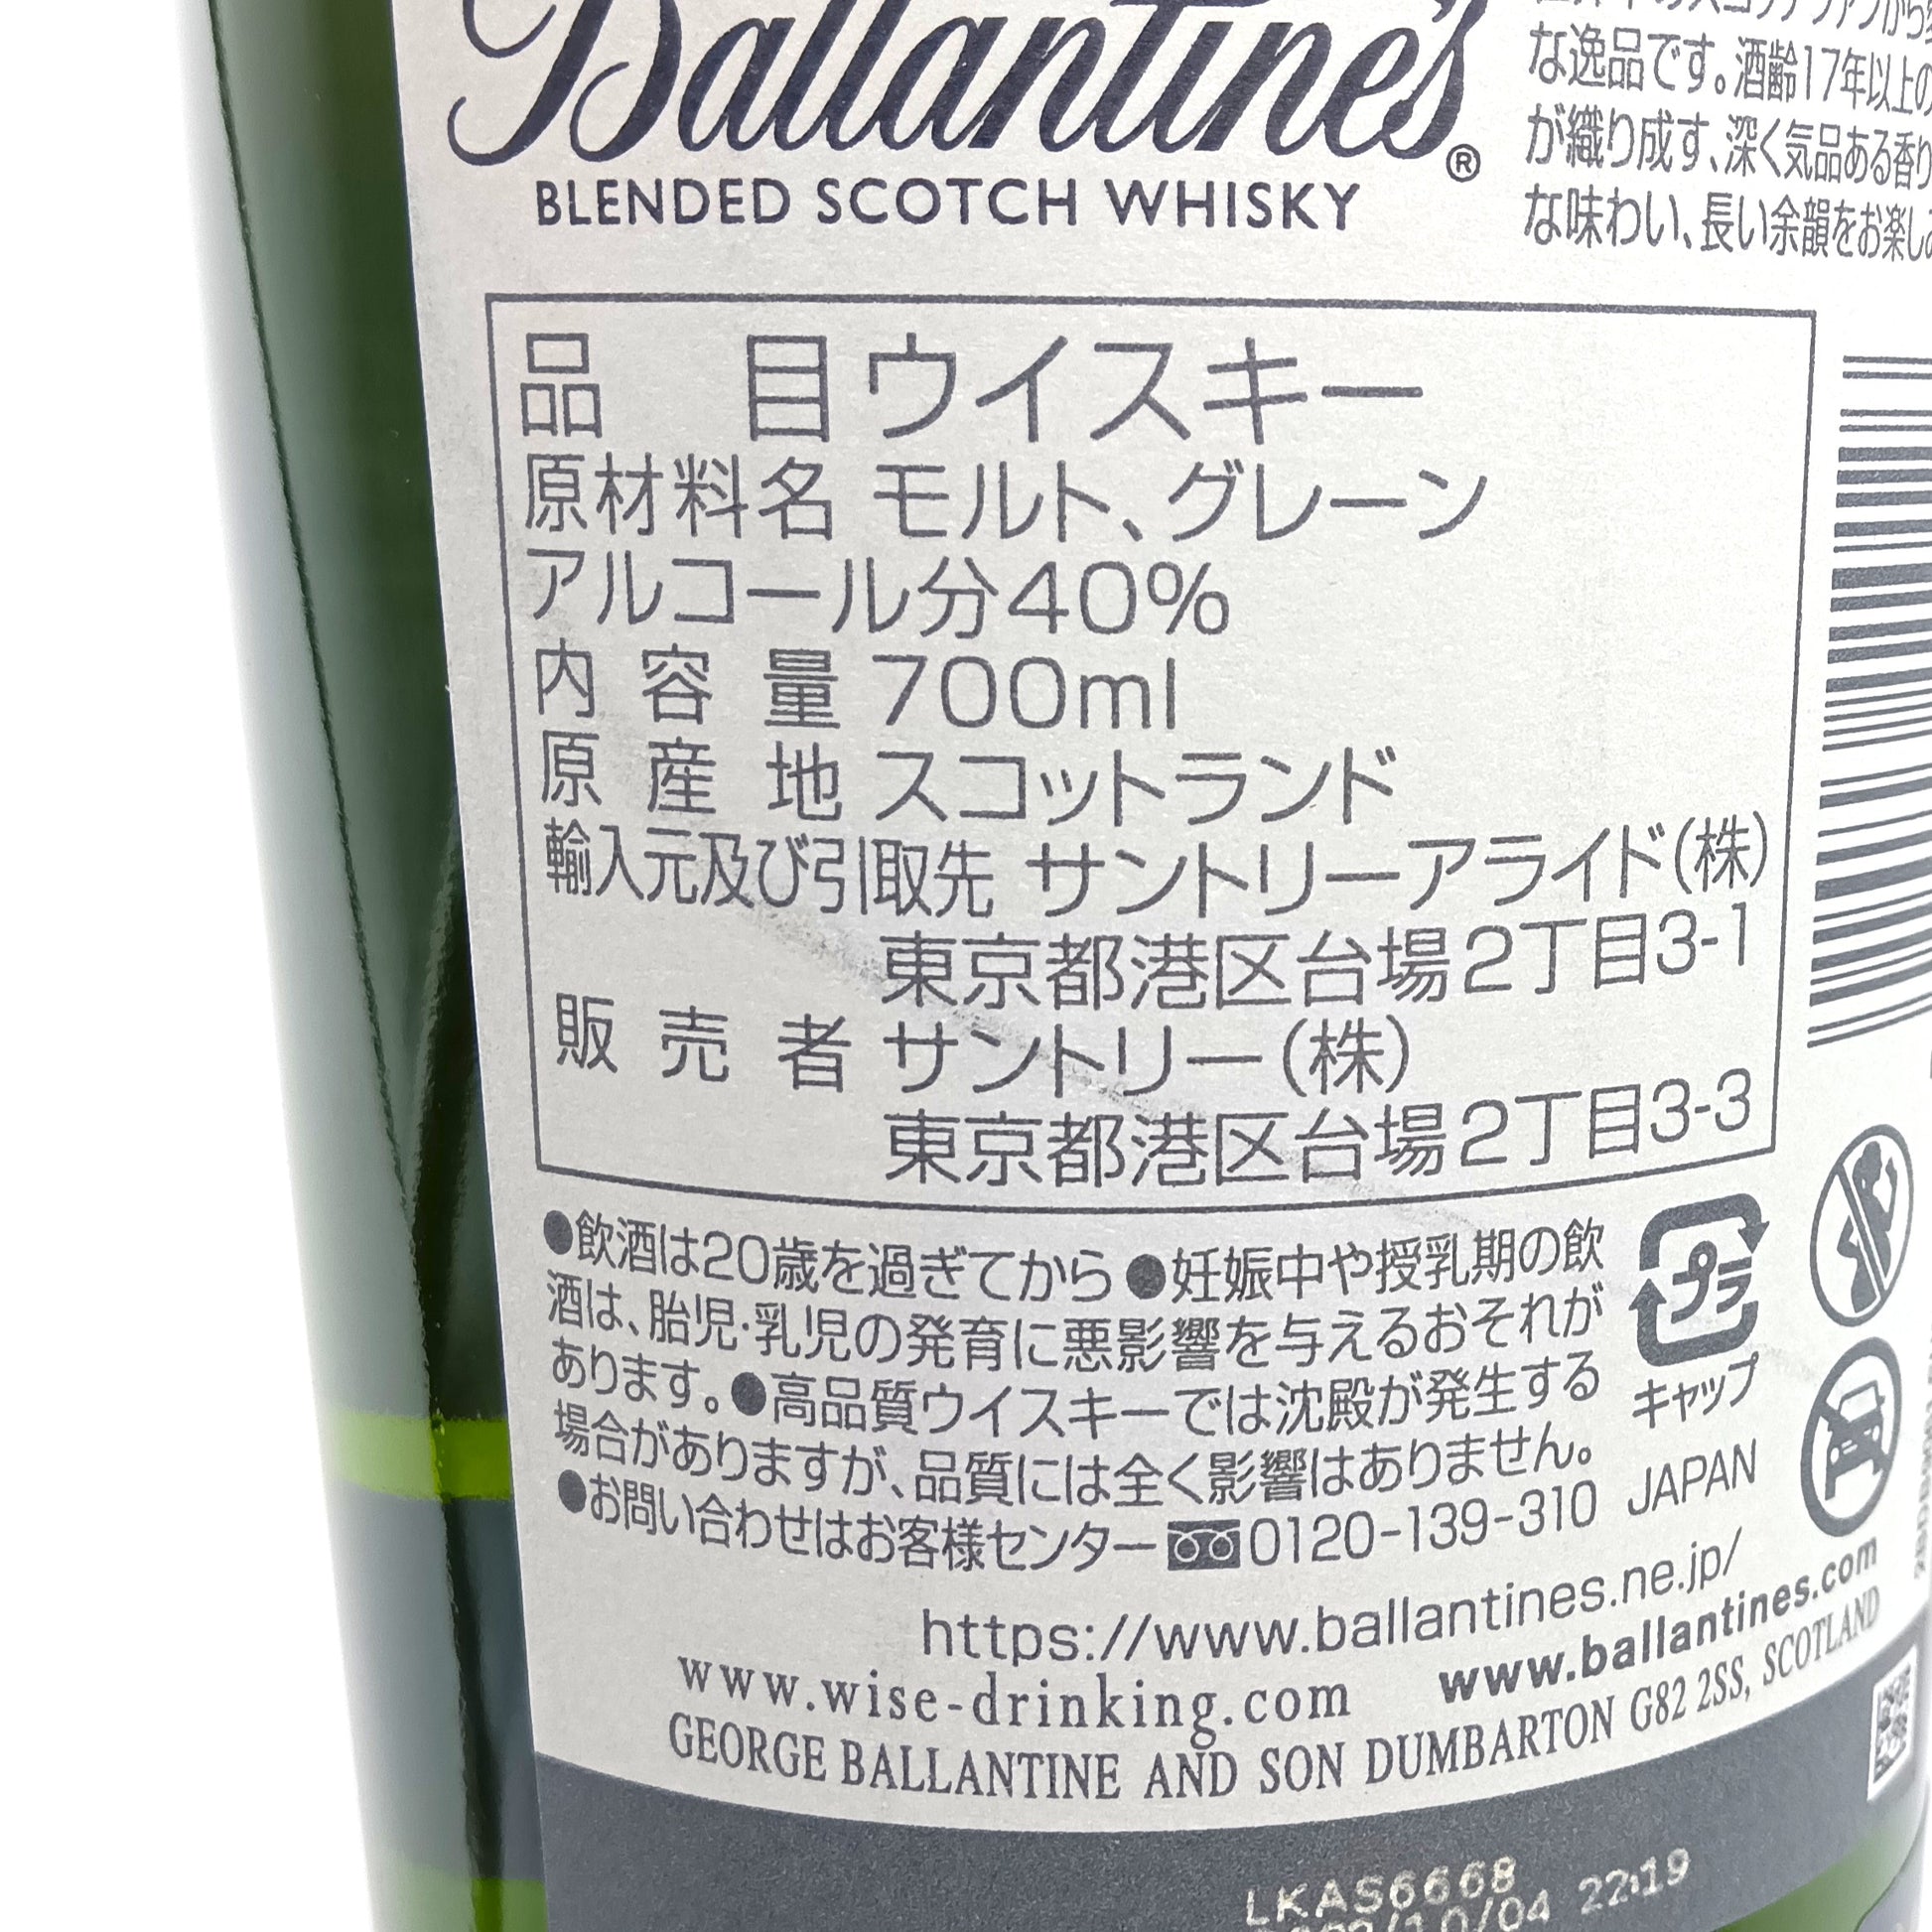 Ballantine's®
BLENDED SCOTCH WHISKY
な逸品です。酒齢17年以上の
が織り成す、深く気品ある香り
な味わい、長い余韻をお楽しみ
品 目 ウイスキー
原材料名 モルト、グレーン
アルコール分40%
内容量 700ml
原産地 スコットランド
輸入元及び引取先 サントリーアライド(株)
東京都港区台場2丁目3-1
販売者 サントリー(株)
東京都港区台場2丁目3-3
●飲酒は20歳を過ぎてから●妊娠中や授乳期の飲
酒は、胎児・乳児の発育に悪影響を与えるおそれが
あります。●高品質ウイスキーでは沈殿が発生する
場合がありますが、品質には全く影響はありません。
●お問い合わせはお客様センター0120-139-310 JAPAN
プラ
キャップ
https://www.ballantines.ne.jp/
www.wise-drinking.com www.ballantines.com
GEORGE BALLANTINE AND SON DUMBARTON G82 2SS, SCOTLAND
LKAS6668
/10/04 22:19